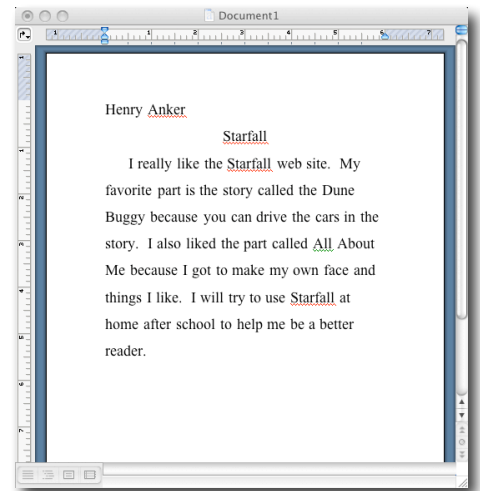 Document1
Henry Anker
Starfall
I really like the Starfall web site.  My
favorite part is the story called the Dune
Buggy because you can drive the cars in the
story.  I also liked the part called All About
Me because I got to make my own face and
things I like.  I will try to use Starfall at
home after school to help me be a better
reader.